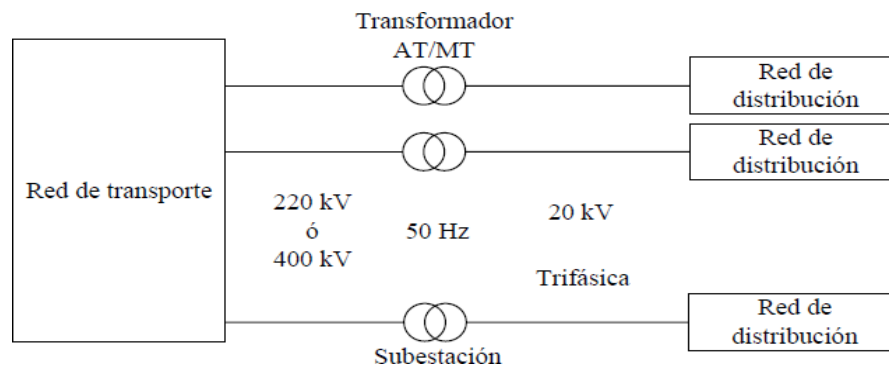 Transformador
AT/MT
Red de
distribución
Red de
distribución
Red de transporte
220 kV
ó
400 kV
50 Hz
20 kV
Trifásica
Red de
distribución
Subestación